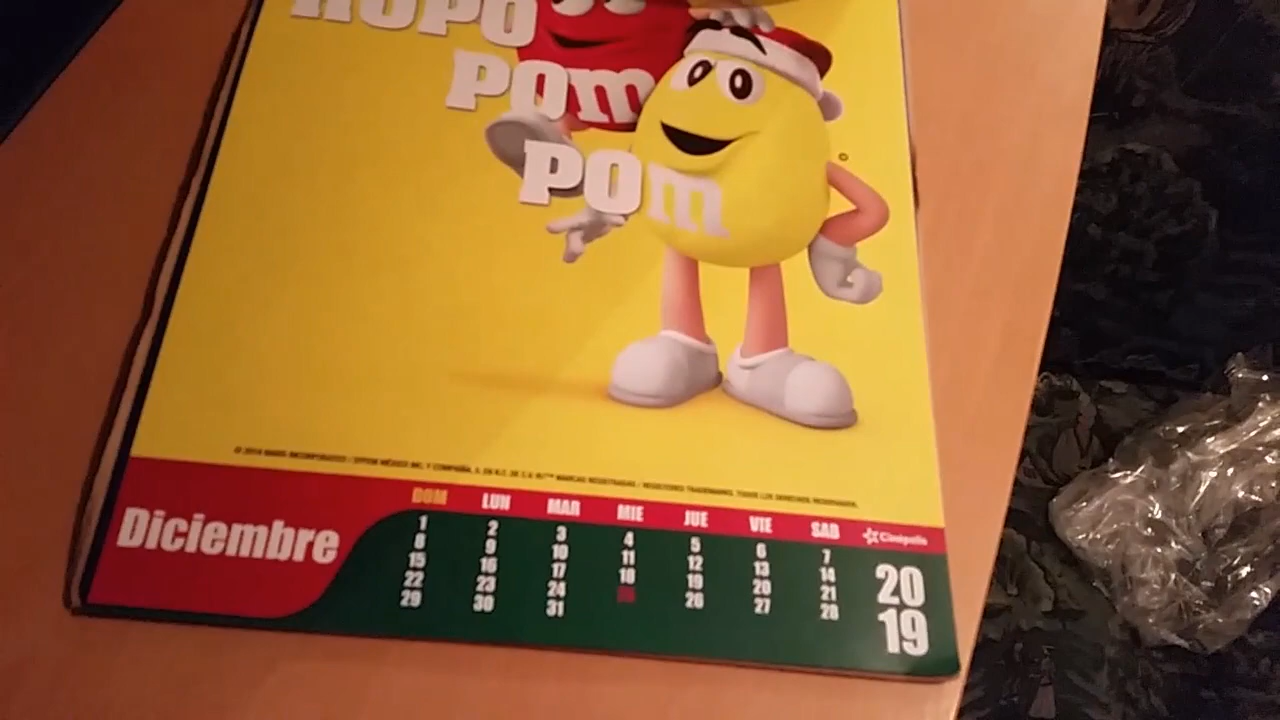 ROPO
POm
POm
DOM LUN MAR MIE JUE VIE SAB
Cinépolis
Diciembre
1 2 3 4 5 6 7
8 9 10 11 12 13 14
15 16 17 18 19 20 21
22 23 24 26 27 28
29 30 31
20
19